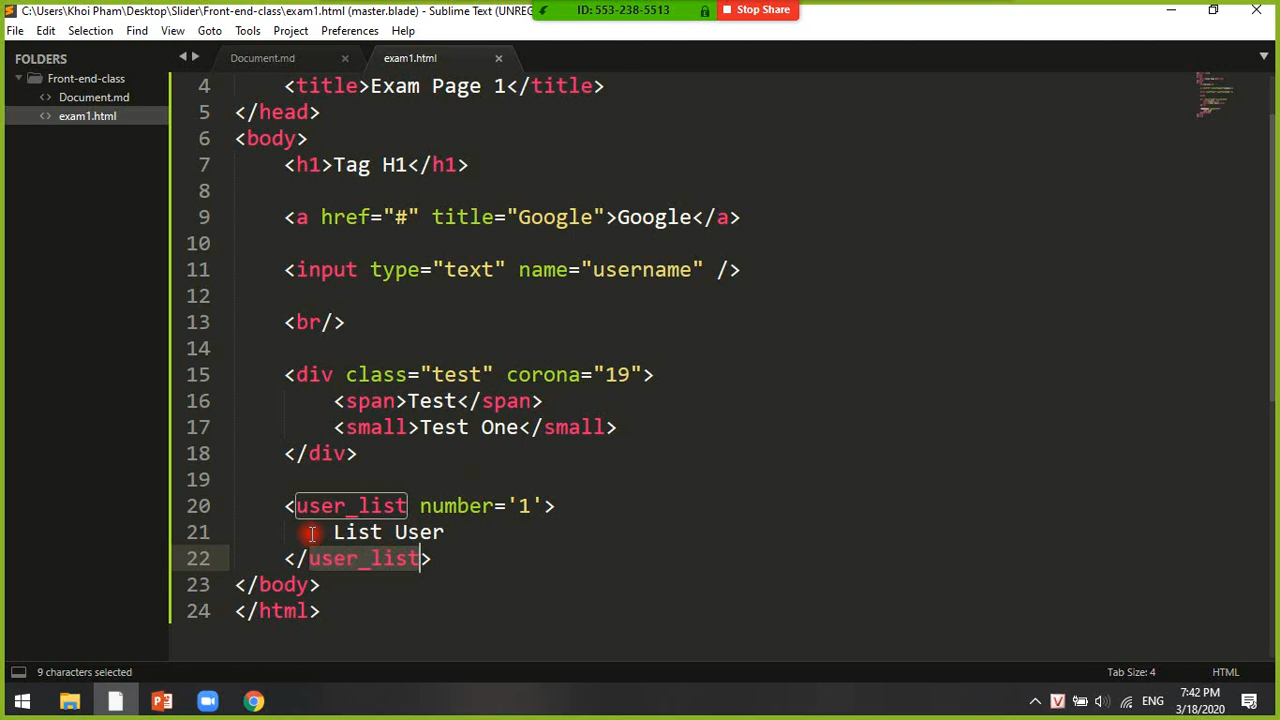 C:\Users\Khoi Pham\Desktop\Slider\Front-end-class\exam1.html (master.blade) - Sublime Text (UNREG
ID: 553-238-5513
Stop Share
File Edit Selection Find View Goto Tools Project Preferences Help
FOLDERS
Front-end-class
Document.md
exam1.html
Document.md
exam1.html
4 <title>Exam Page 1</title>
5 </head>
6 <body>
7 <h1>Tag H1</h1>
8
9 <a href="#" title="Google">Google</a>
10
11 <input type="text" name="username" />
12
13 <br/>
14
15 <div class="test" corona="19">
16 <span>Test</span>
17 <small>Test One</small>
18 </div>
19
20 <user_list number='1'>
21 List User
22 </user_list>
23 </body>
24 </html>
9 characters selected
Tab Size: 4
HTML
ENG
7:42 PM
3/18/2020